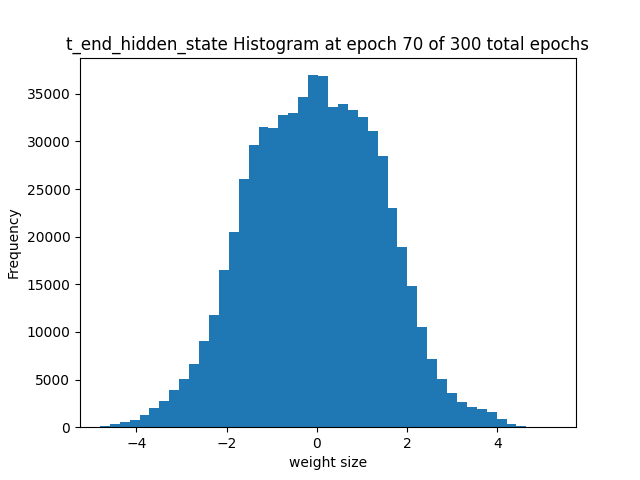 t_end_hidden_state Histogram at epoch 70 of 300 total epochs
Frequency
35000
30000
25000
20000
15000
10000
5000
0
−4 −2 0 2 4
weight size